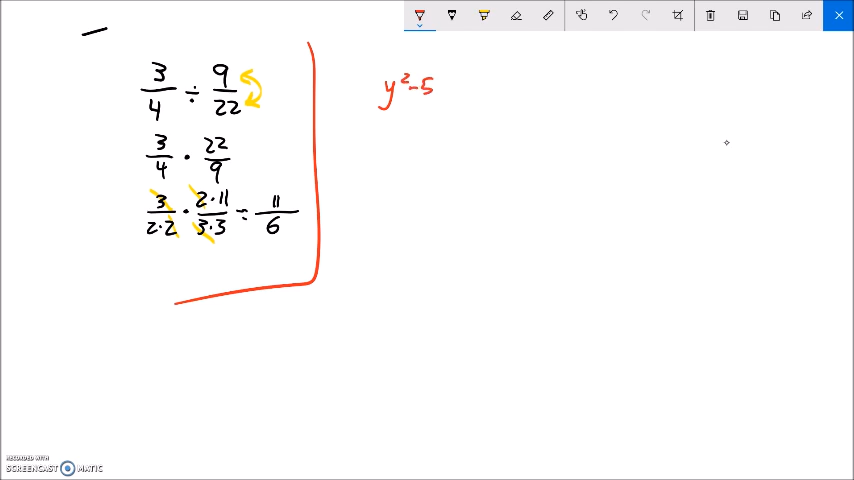 3/4 ÷ 9/22
3/4 · 22/9
3/2·2 · 2·11/3·3 = 11/6
y²-5
RECORDED WITH
SCREENCAST MATIC